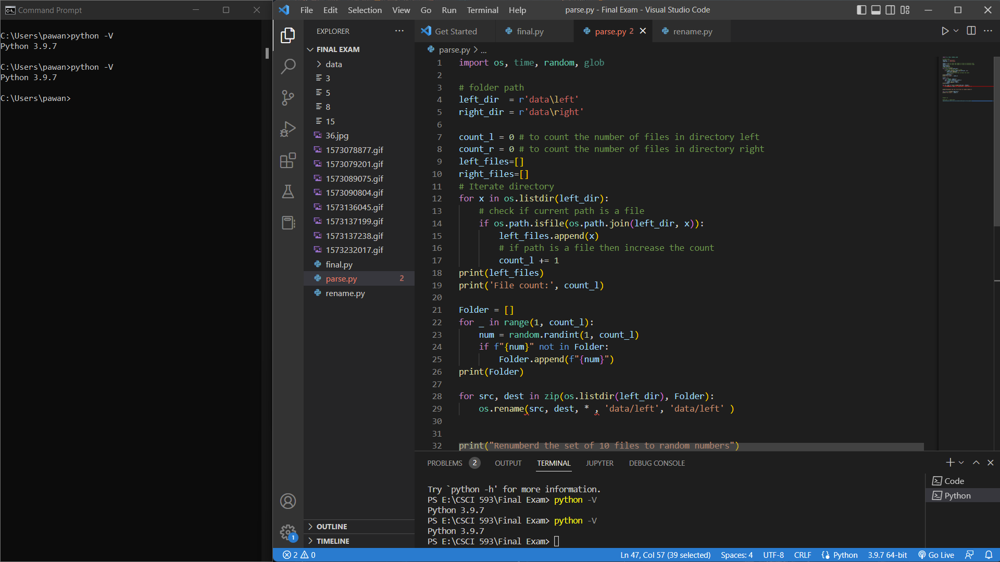 Command Prompt
C:\Users\pawan>python -V
Python 3.9.7
C:\Users\pawan>python -V
Python 3.9.7
C:\Users\pawan>
File Edit Selection View Go Run Terminal Help
parse.py - Final Exam - Visual Studio Code
EXPLORER
FINAL EXAM
data
3
5
8
15
36.jpg
1573078877.gif
1573079201.gif
1573089075.gif
1573090804.gif
1573136045.gif
1573137199.gif
1573137238.gif
1573232017.gif
final.py
parse.py 2
rename.py
OUTLINE
TIMELINE
Get Started final.py parse.py 2 rename.py
parse.py > ...
1 import os, time, random, glob
2
3 # folder path
4 left_dir  = r'data\left'
5 right_dir = r'data\right'
6
7 count_l = 0 # to count the number of files in directory left
8 count_r = 0 # to count the number of files in directory right
9 left_files=[]
10 right_files=[]
11 # Iterate directory
12 for x in os.listdir(left_dir):
13     # check if current path is a file
14     if os.path.isfile(os.path.join(left_dir, x)):
15         left_files.append(x)
16         # if path is a file then increase the count
17         count_l += 1
18 print(left_files)
19 print('File count:', count_l)
20
21 Folder = []
22 for _ in range(1, count_l):
23     num = random.randint(1, count_l)
24     if f"{num}" not in Folder:
25         Folder.append(f"{num}")
26 print(Folder)
27
28 for src, dest in zip(os.listdir(left_dir), Folder):
29     os.rename(src, dest, * , 'data/left', 'data/left' )
30
31
32 print("Renumberd the set of 10 files to random numbers")
PROBLEMS 2 OUTPUT TERMINAL JUPYTER DEBUG CONSOLE
Try `python -h' for more information.
PS E:\CSCI 593\Final Exam> python -V
Python 3.9.7
PS E:\CSCI 593\Final Exam> python -V
Python 3.9.7
PS E:\CSCI 593\Final Exam>
Code
Python
1
2 0
Ln 47, Col 57 (39 selected) Spaces: 4 UTF-8 CRLF Python 3.9.7 64-bit Go Live